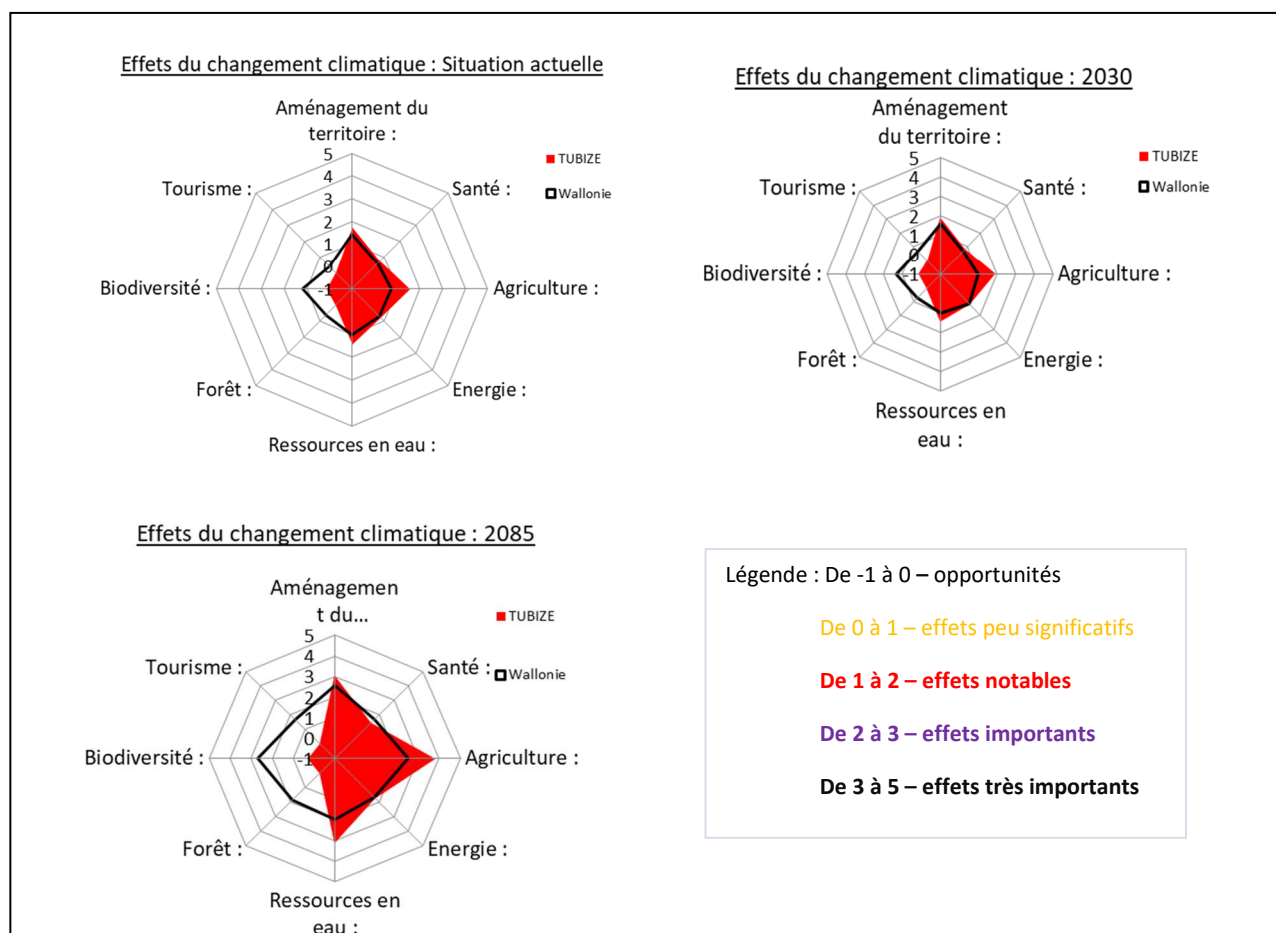 Effets du changement climatique : Situation actuelle
Aménagement du
territoire :
5
4
3
2
1
0
-1
Santé :
Agriculture :
Energie :
Ressources en eau :
Forêt :
Biodiversité :
Tourisme :
TUBIZE
Wallonie
Effets du changement climatique : 2030
Aménagement
du territoire :
5
4
3
2
1
0
-1
Santé :
Agriculture :
Energie :
Ressources en
eau :
Forêt :
Biodiversité :
Tourisme :
TUBIZE
Wallonie
Effets du changement climatique : 2085
Aménagemen
t du...
5
4
3
2
1
0
-1
Santé :
Agriculture :
Energie :
Ressources en
eau :
Forêt :
Biodiversité :
Tourisme :
TUBIZE
Wallonie
Légende : De -1 à 0 – opportunités
De 0 à 1 – effets peu significatifs
De 1 à 2 – effets notables
De 2 à 3 – effets importants
De 3 à 5 – effets très importants